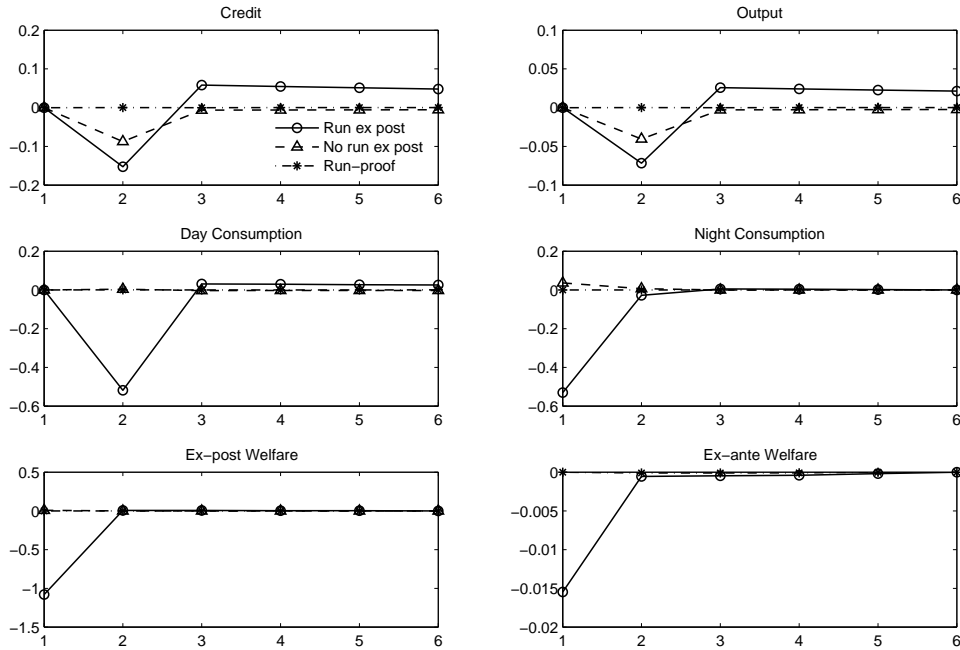 Credit
0.2
0.1
0
−0.1
−0.2
1 2 3 4 5 6
Run ex post
No run ex post
Run−proof
Output
0.1
0.05
0
−0.05
−0.1
1 2 3 4 5 6
Day Consumption
0.2
0
−0.2
−0.4
−0.6
1 2 3 4 5 6
Night Consumption
0.2
0
−0.2
−0.4
−0.6
1 2 3 4 5 6
Ex−post Welfare
0.5
0
−0.5
−1
−1.5
1 2 3 4 5 6
Ex−ante Welfare
0
−0.005
−0.01
−0.015
−0.02
1 2 3 4 5 6